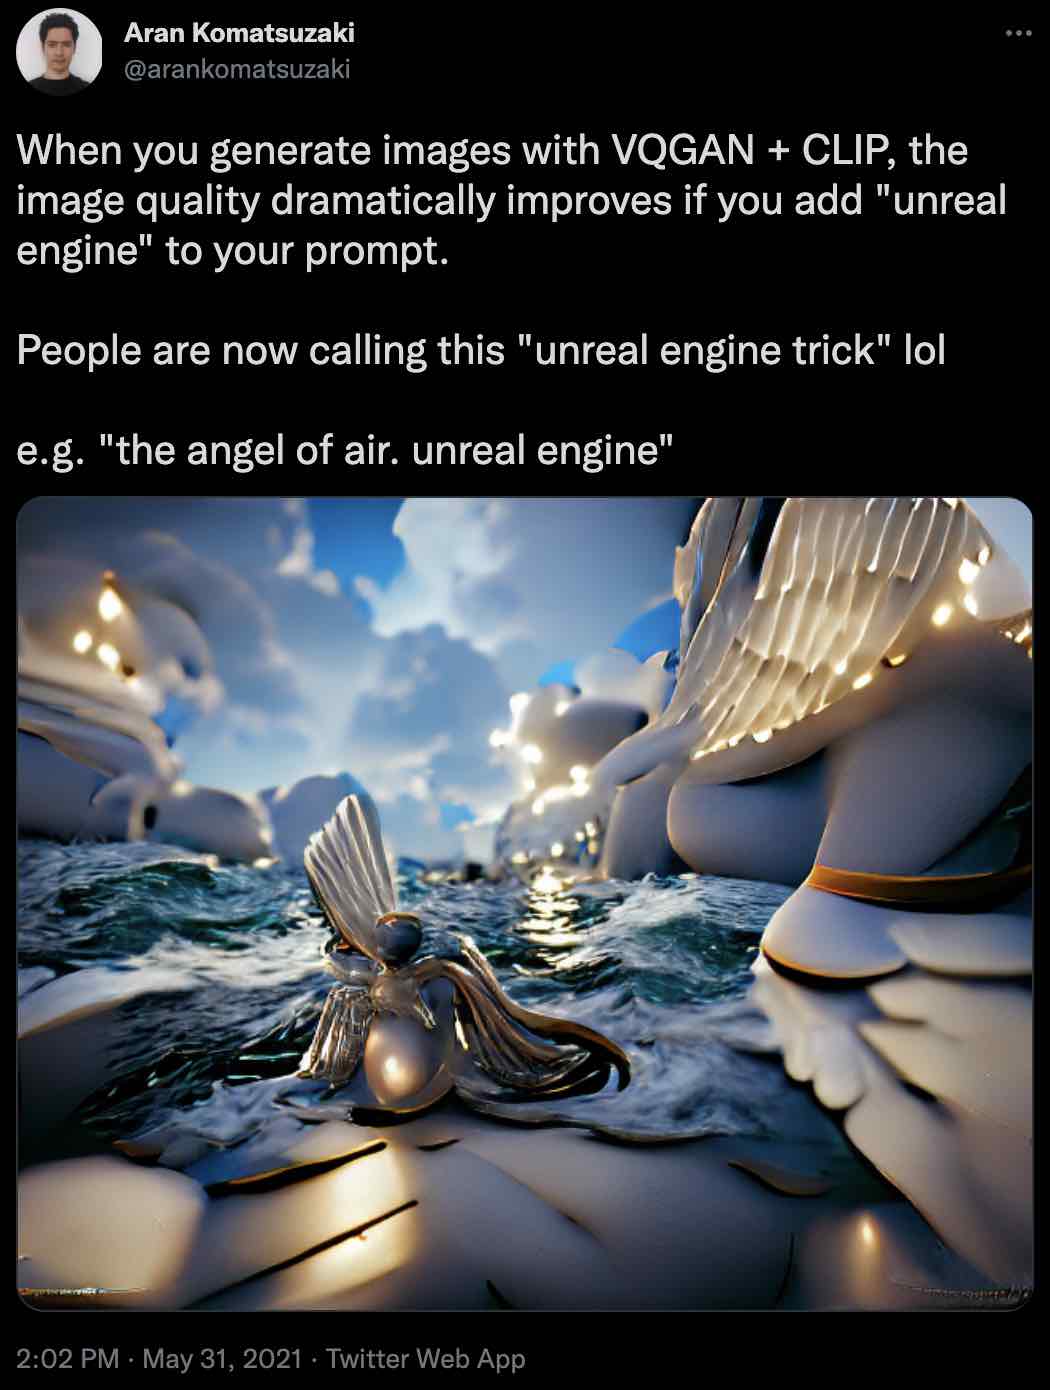 Aran Komatsuzaki
@arankomatsuzaki
When you generate images with VQGAN + CLIP, the
image quality dramatically improves if you add "unreal
engine" to your prompt.
People are now calling this "unreal engine trick" lol
e.g. "the angel of air. unreal engine"
2:02 PM · May 31, 2021 · Twitter Web App